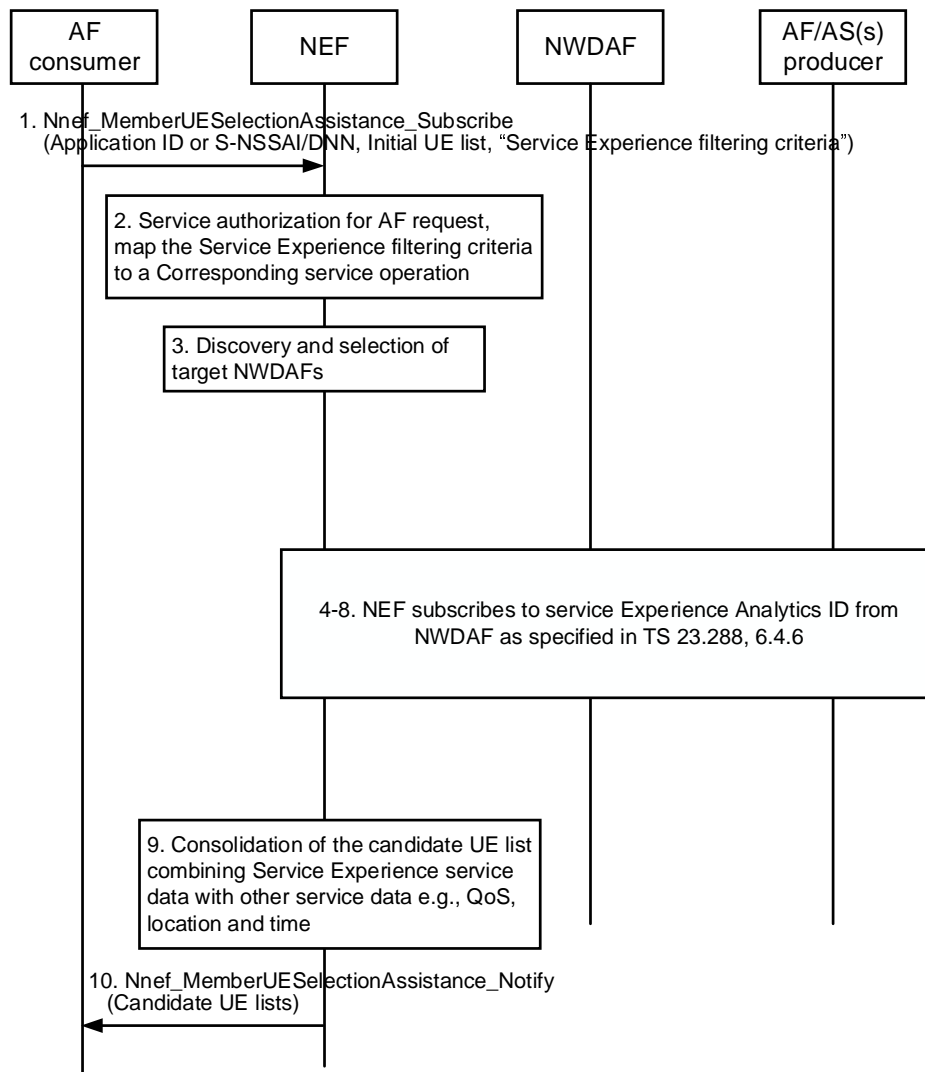 AF
consumer
NEF
NWDAF
AF/AS(s)
producer
1. Nnef_MemberUESelectionAssistance_Subscribe
(Application ID or S-NSSAI/DNN, Initial UE list, “Service Experience filtering criteria”)
2. Service authorization for AF request,
map the Service Experience filtering criteria
to a Corresponding service operation
3. Discovery and selection of
target NWDAFs
4-8. NEF subscribes to service Experience Analytics ID from
NWDAF as specified in TS 23.288, 6.4.6
9. Consolidation of the candidate UE list
combining Service Experience service
data with other service data e.g., QoS,
location and time
10. Nnef_MemberUESelectionAssistance_Notify
(Candidate UE lists)